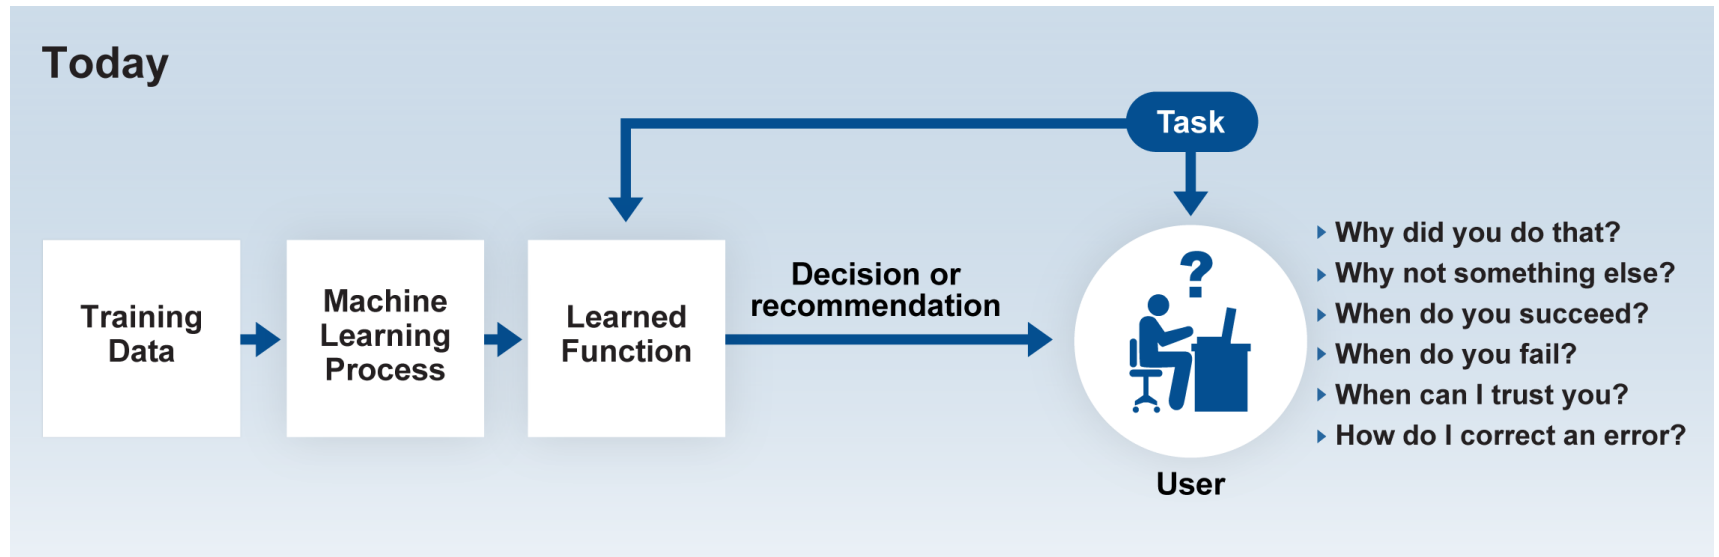 Today
Task
Training
Data
Machine
Learning
Process
Learned
Function
Decision or
recommendation
?
User
Why did you do that?
Why not something else?
When do you succeed?
When do you fail?
When can I trust you?
How do I correct an error?